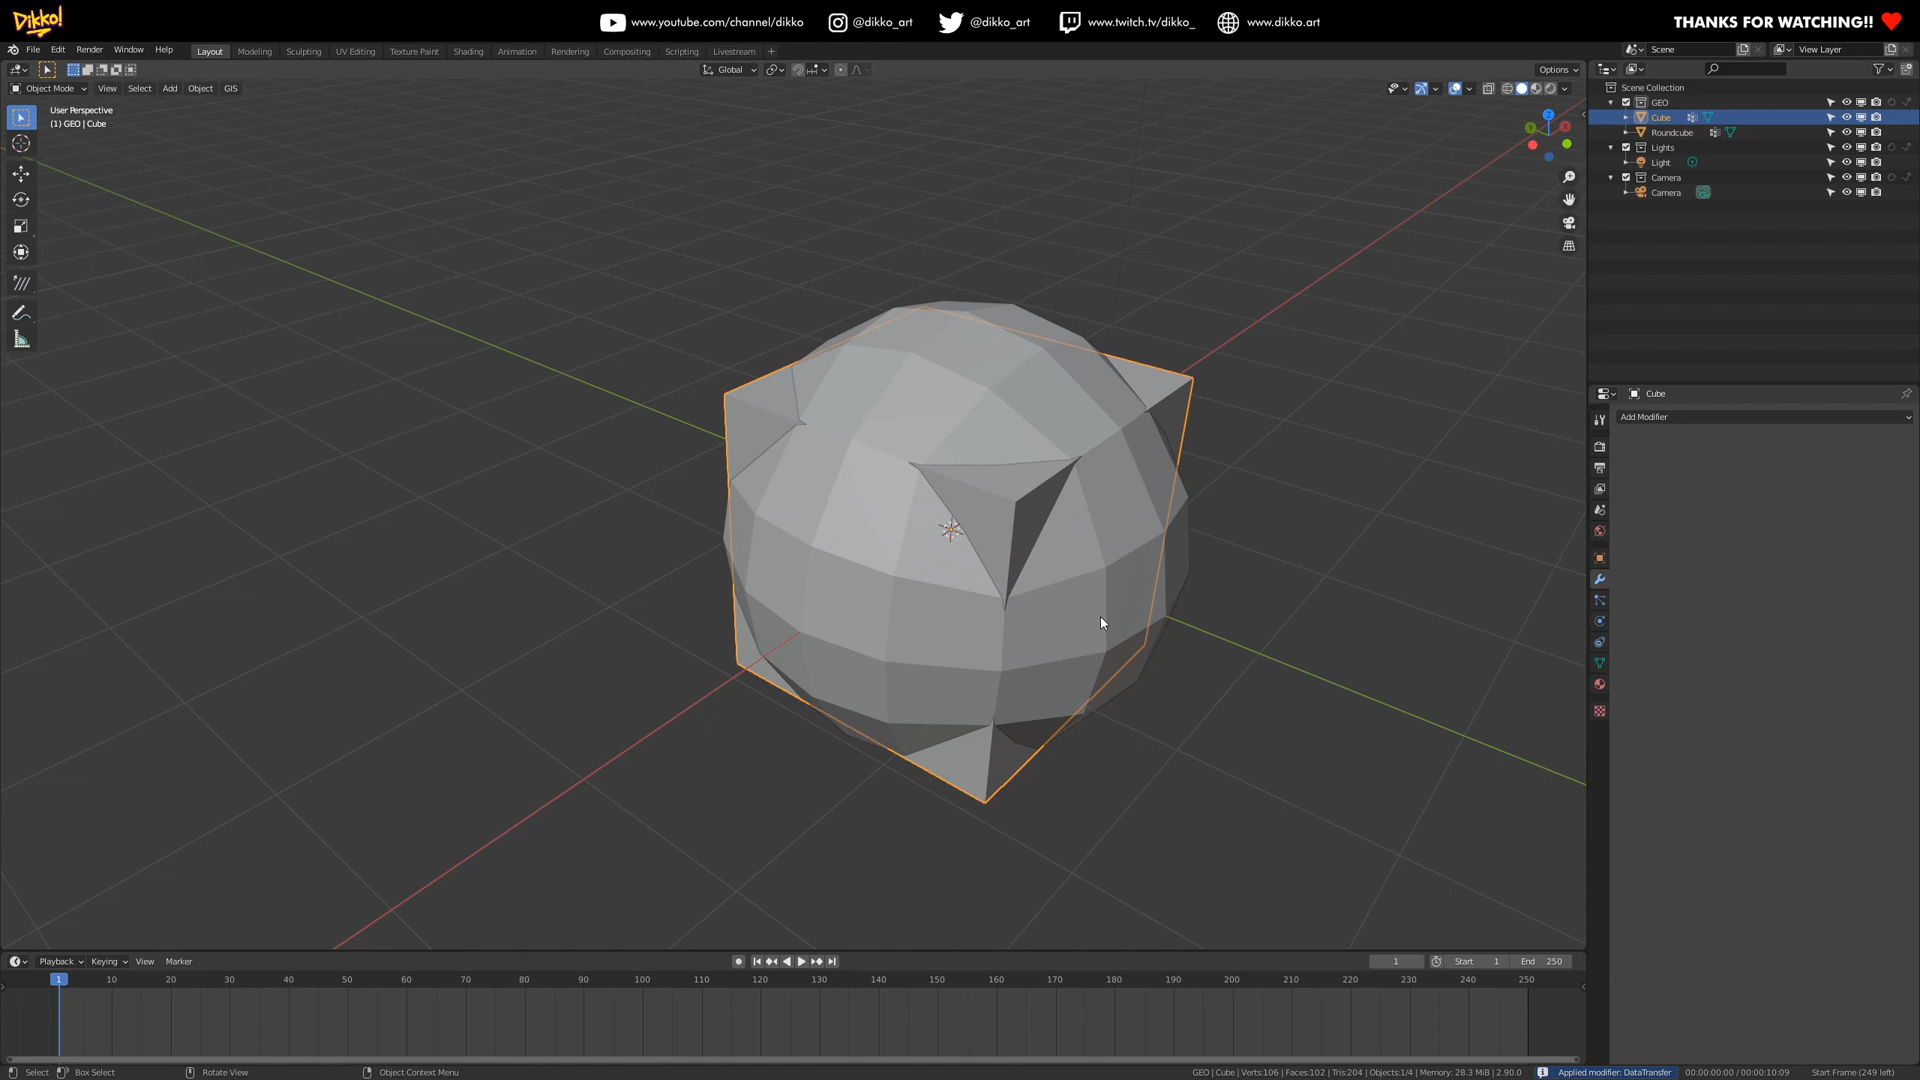 Dikko!
www.youtube.com/channel/dikko
@dikko_art
@dikko_art
www.twitch.tv/dikko_
www.dikko.art
THANKS FOR WATCHING!!
File Edit Render Window Help
Layout Modeling Sculpting UV Editing Texture Paint Shading Animation Rendering Compositing Scripting Livestream +
Scene
View Layer
Global
Options
Object Mode View Select Add Object GIS
User Perspective
(1) GEO | Cube
Z
Y
X
Scene Collection
GEO
Cube
Roundcube
Lights
Light
Camera
Camera
Cube
Add Modifier
Playback Keying View Marker
1 Start 1 End 250
1 10 20 30 40 50 60 70 80 90 100 110 120 130 140 150 160 170 180 190 200 210 220 230 240 250
Select Box Select Rotate View Object Context Menu
GEO | Cube | Verts:106 | Faces:102 | Tris:204 | Objects:1/4 | Memory: 28.3 MiB | 2.90.0
Applied modifier: DataTransfer
00:00:00:00 / 00:00:10:09
Start Frame (249 left)